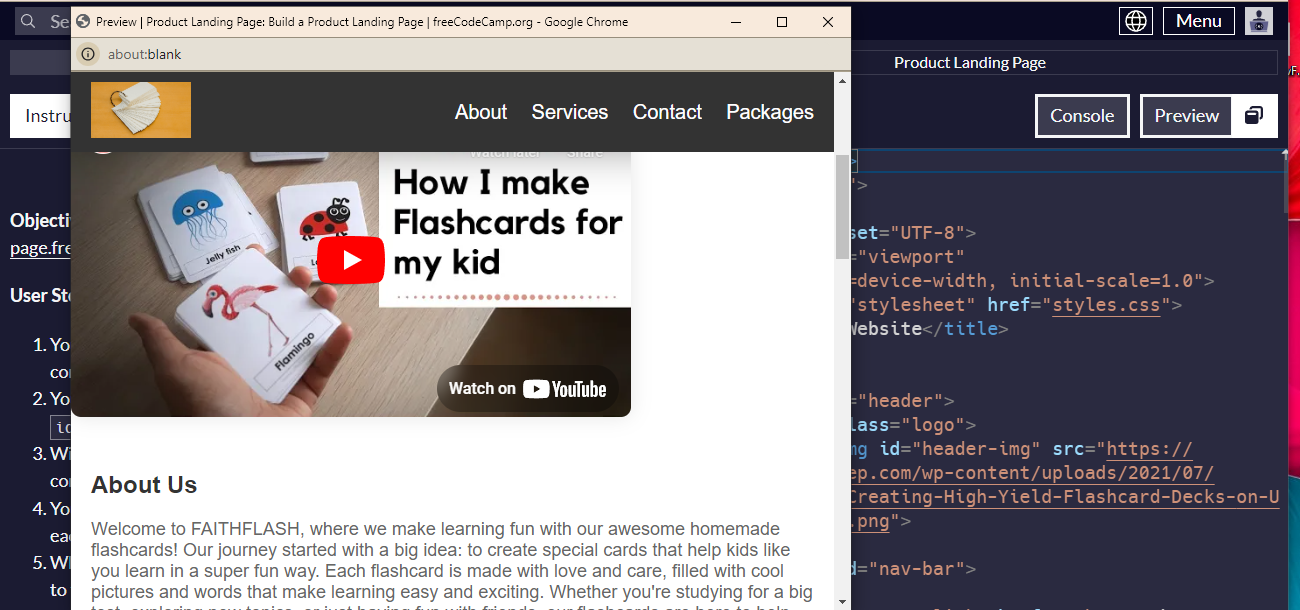 Se
Preview | Product Landing Page: Build a Product Landing Page | freeCodeCamp.org - Google Chrome
Menu
about:blank
Product Landing Page
Instru
About Services Contact Packages
Console Preview
Watch later Share
How I make
Flashcards for
my kid
Jelly fish
Flamingo
Watch on YouTube
About Us
Welcome to FAITHFLASH, where we make learning fun with our awesome homemade
flashcards! Our journey started with a big idea: to create special cards that help kids like
you learn in a super fun way. Each flashcard is made with love and care, filled with cool
pictures and words that make learning easy and exciting. Whether you're studying for a big
Objecti
page.fre
User Sto
1. Yo
co
2. Yo
id
3. Wi
co
4. Yo
ea
5. Wh
to
">
set="UTF-8">
="viewport"
=device-width, initial-scale=1.0">
"stylesheet" href="styles.css">
Website</title>
="header">
lass="logo">
mg id="header-img" src="https://
ep.com/wp-content/uploads/2021/07/
Creating-High-Yield-Flashcard-Decks-on-U
.png">
d="nav-bar">